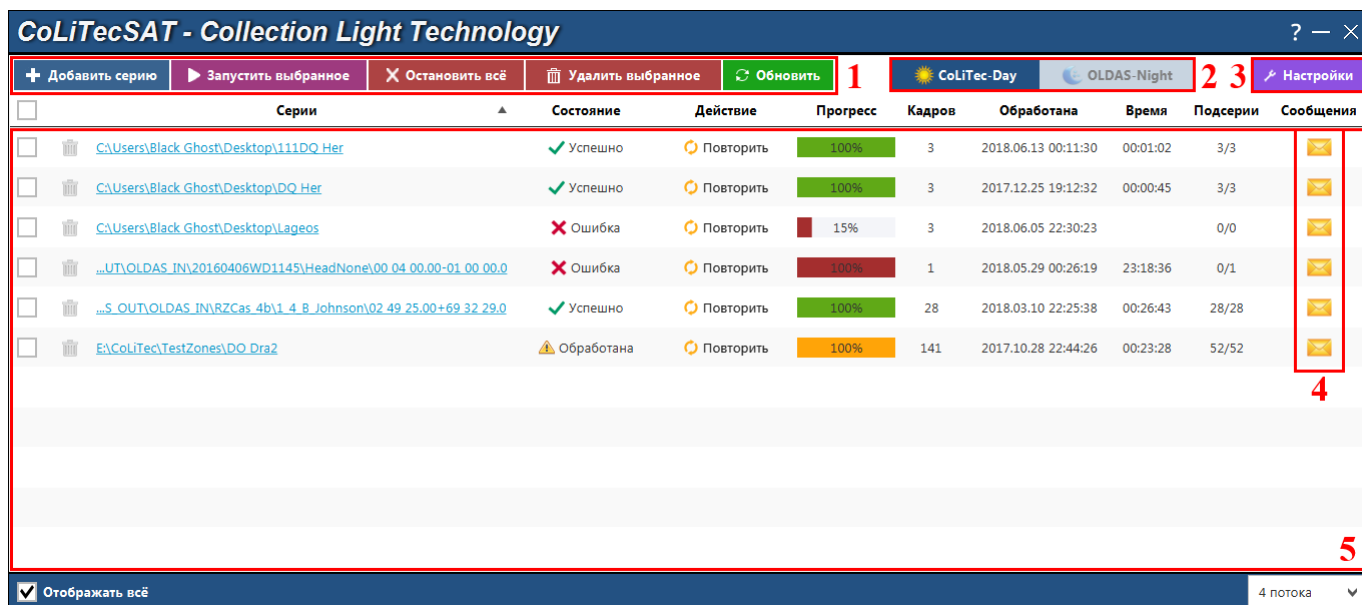 CoLiTecSAT - Collection Light Technology ? — ×
Добавить серию Запустить выбранное Остановить всё Удалить выбранное Обновить 1 CoLiTec-Day OLDAS-Night 2 3 Настройки
Серии Состояние Действие Прогресс Кадров Обработана Время Подсерии Сообщения
C:\Users\Black Ghost\Desktop\111DQ Her Успешно Повторить 100% 3 2018.06.13 00:11:30 00:01:02 3/3
C:\Users\Black Ghost\Desktop\DQ Her Успешно Повторить 100% 3 2017.12.25 19:12:32 00:00:45 3/3
C:\Users\Black Ghost\Desktop\Lageos Ошибка Повторить 15% 3 2018.06.05 22:30:23 0/0
...UT\OLDAS_IN\20160406WD1145\HeadNone\00 04 00.00-01 00 00.0 Ошибка Повторить 100% 1 2018.05.29 00:26:19 23:18:36 0/1
...S_OUT\OLDAS_IN\RZCas_4b\1_4_B_Johnson\02 49 25.00+69 32 29.0 Успешно Повторить 100% 28 2018.03.10 22:25:38 00:26:43 28/28
E:\CoLiTec\TestZones\DO Dra2 Обработана Повторить 100% 141 2017.10.28 22:44:26 00:23:28 52/52
4
5
Отображать всё 4 потока